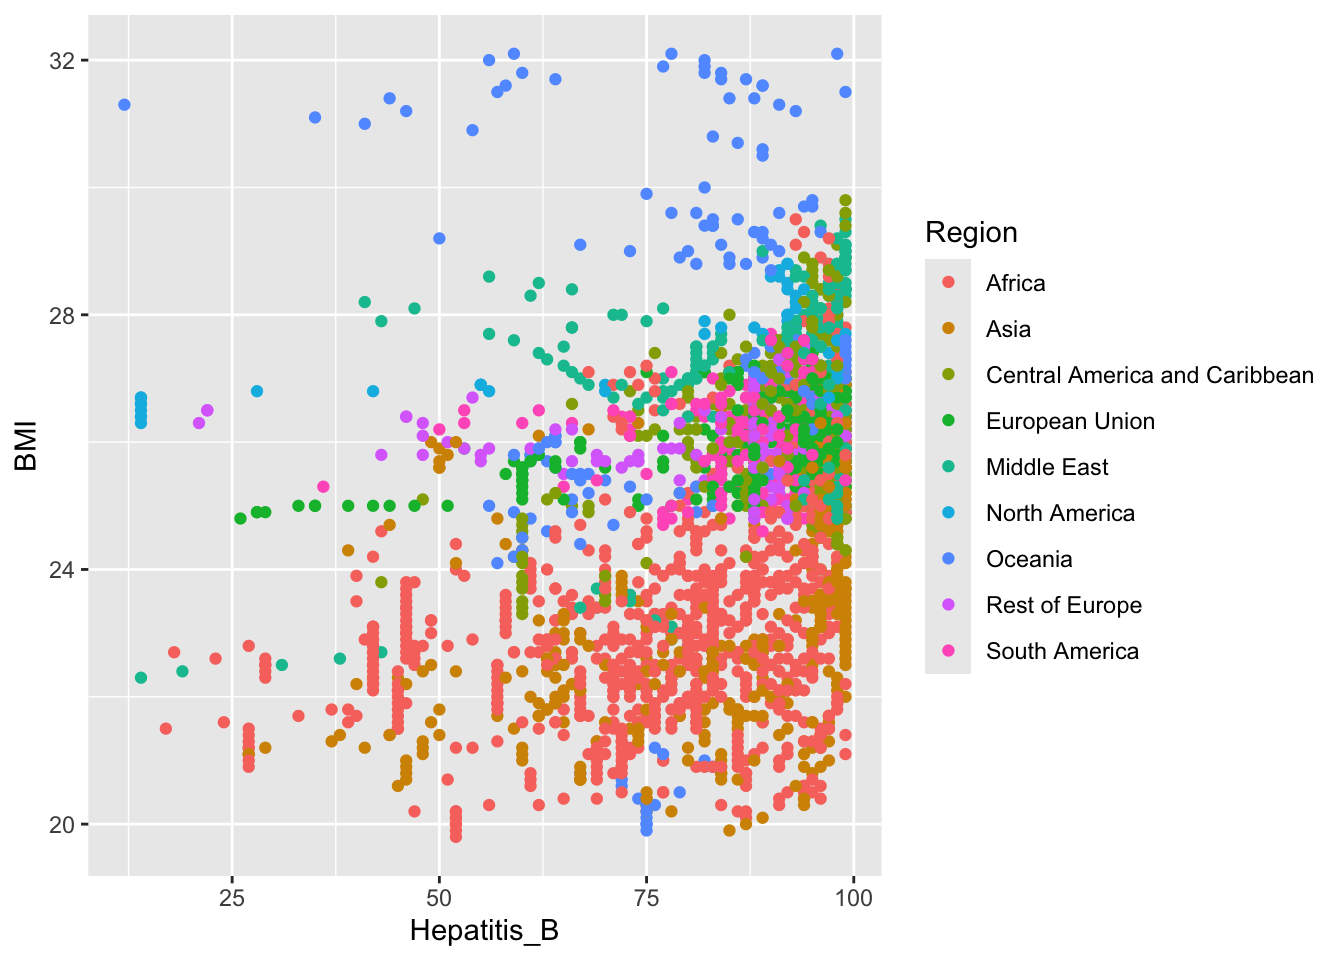 32
28
24
20
BMI
25
50
75
100
Hepatitis_B
Region
Africa
Asia
Central America and Caribbean
European Union
Middle East
North America
Oceania
Rest of Europe
South America